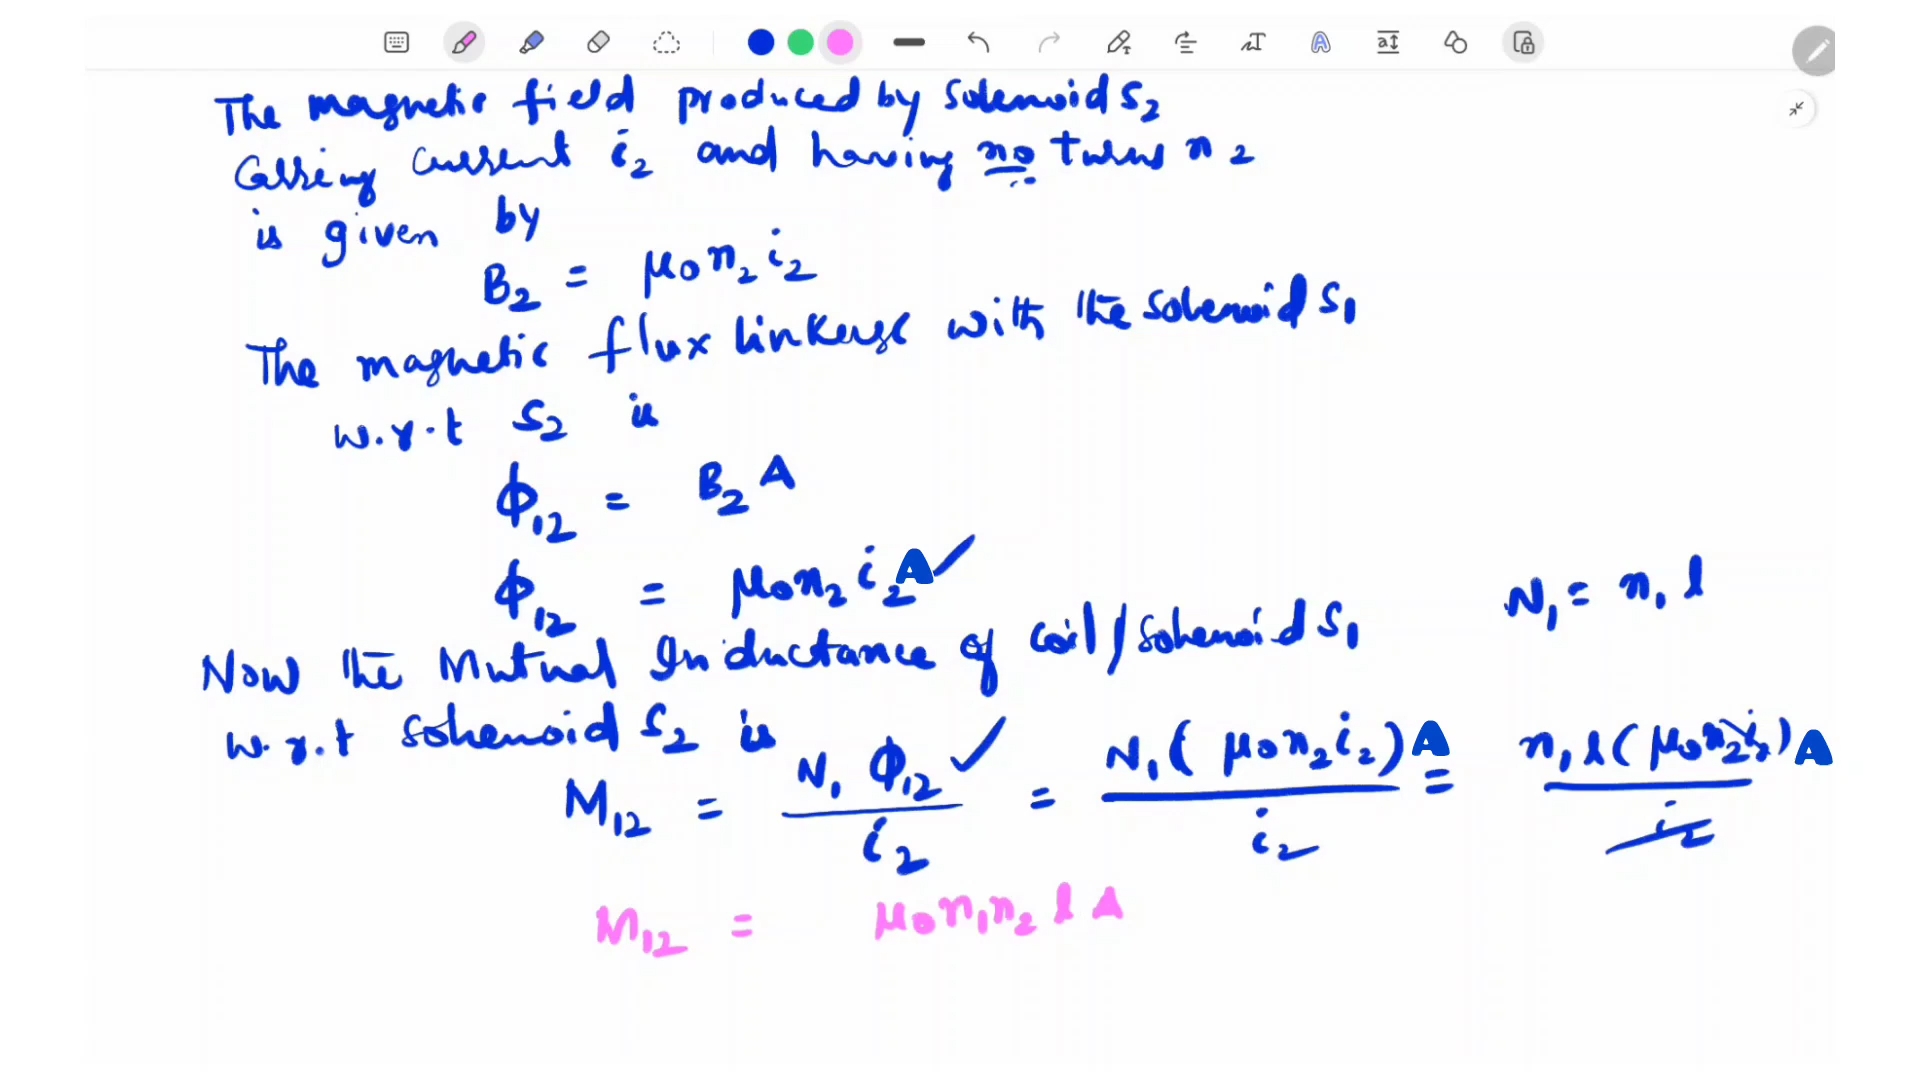 The magnetic field produced by Solenoid S₂
Carrying current i₂ and having no turns n₂
is given by
B₂ = μ₀n₂i₂
The magnetic flux linkage with the solenoid S₁
w.r.t S₂ is
ϕ₁₂ = B₂A
ϕ₁₂ = μ₀n₂i₂A ✓
N₁ = n₁l
Now the Mutual Inductance of coil/solenoid S₁
w.r.t solenoid S₂ is
M₁₂ = N₁ϕ₁₂/i₂ ✓ = N₁(μ₀n₂i₂)A/i₂ = n₁l(μ₀n₂i₂)A/i₂
M₁₂ = μ₀n₁n₂lA